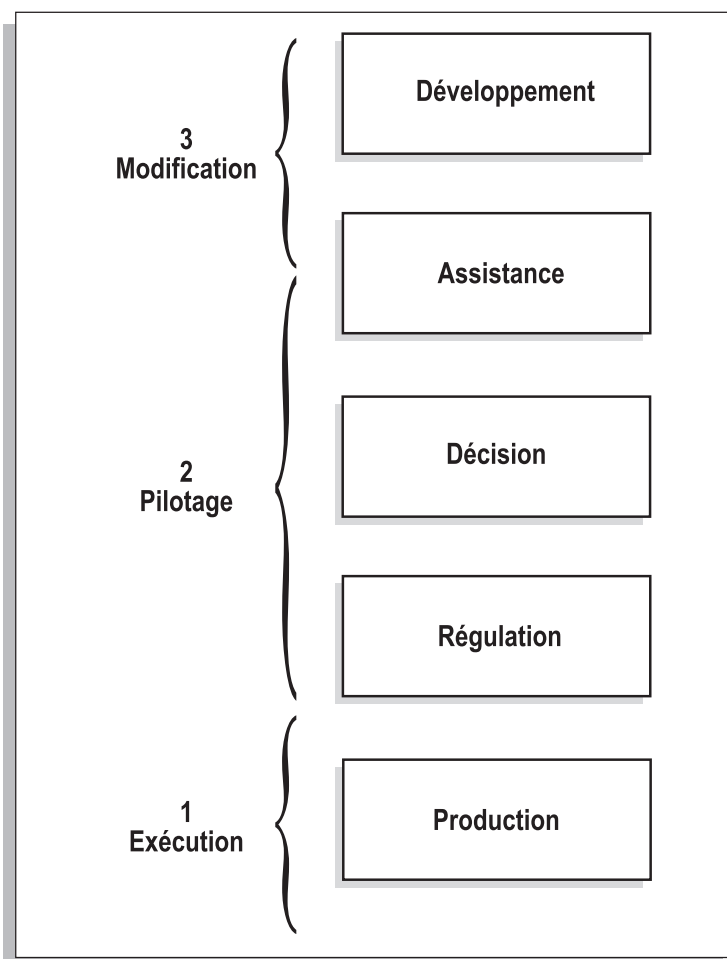 Développement
3
Modification
Assistance
Décision
2
Pilotage
Régulation
1
Exécution
Production